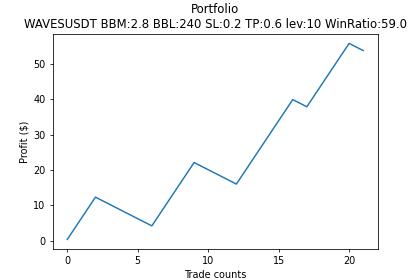 Portfolio
WAVESUSDT BBM:2.8 BBL:240 SL:0.2 TP:0.6 lev:10 WinRatio:59.0
Profit ($)
50
40
30
20
10
0
0 5 10 15 20
Trade counts